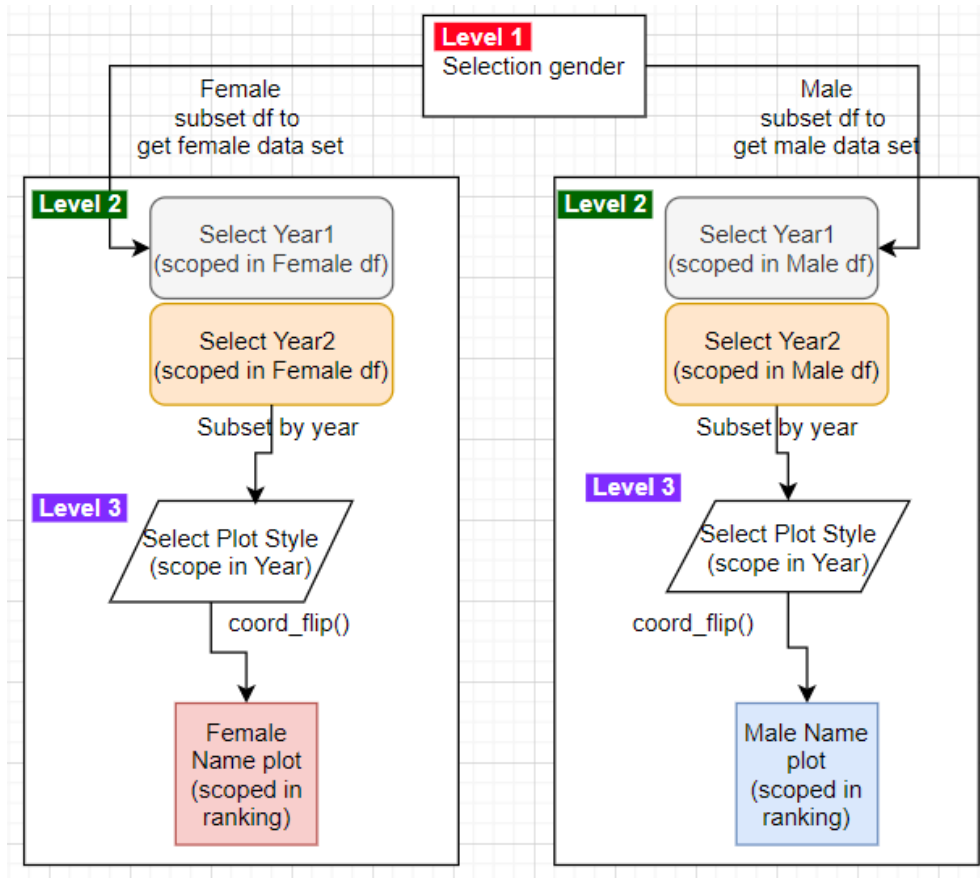 Level 1
Selection gender
Female
subset df to
get female data set
Male
subset df to
get male data set
Level 2
Select Year1
(scoped in Female df)
Select Year2
(scoped in Female df)
Subset by year
Level 3
Select Plot Style
(scope in Year)
coord_flip()
Female
Name plot
(scoped in
ranking)
Level 2
Select Year1
(scoped in Male df)
Select Year2
(scoped in Male df)
Subset by year
Level 3
Select Plot Style
(scope in Year)
coord_flip()
Male Name
plot
(scoped in
ranking)